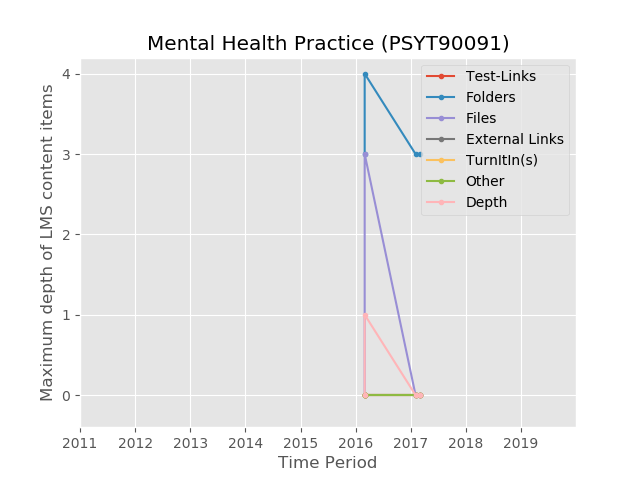 Mental Health Practice (PSYT90091)
Maximum depth of LMS content items
4
3
2
1
0
Test-Links
Folders
Files
External Links
TurnItIn(s)
Other
Depth
2011 2012 2013 2014 2015 2016 2017 2018 2019
Time Period